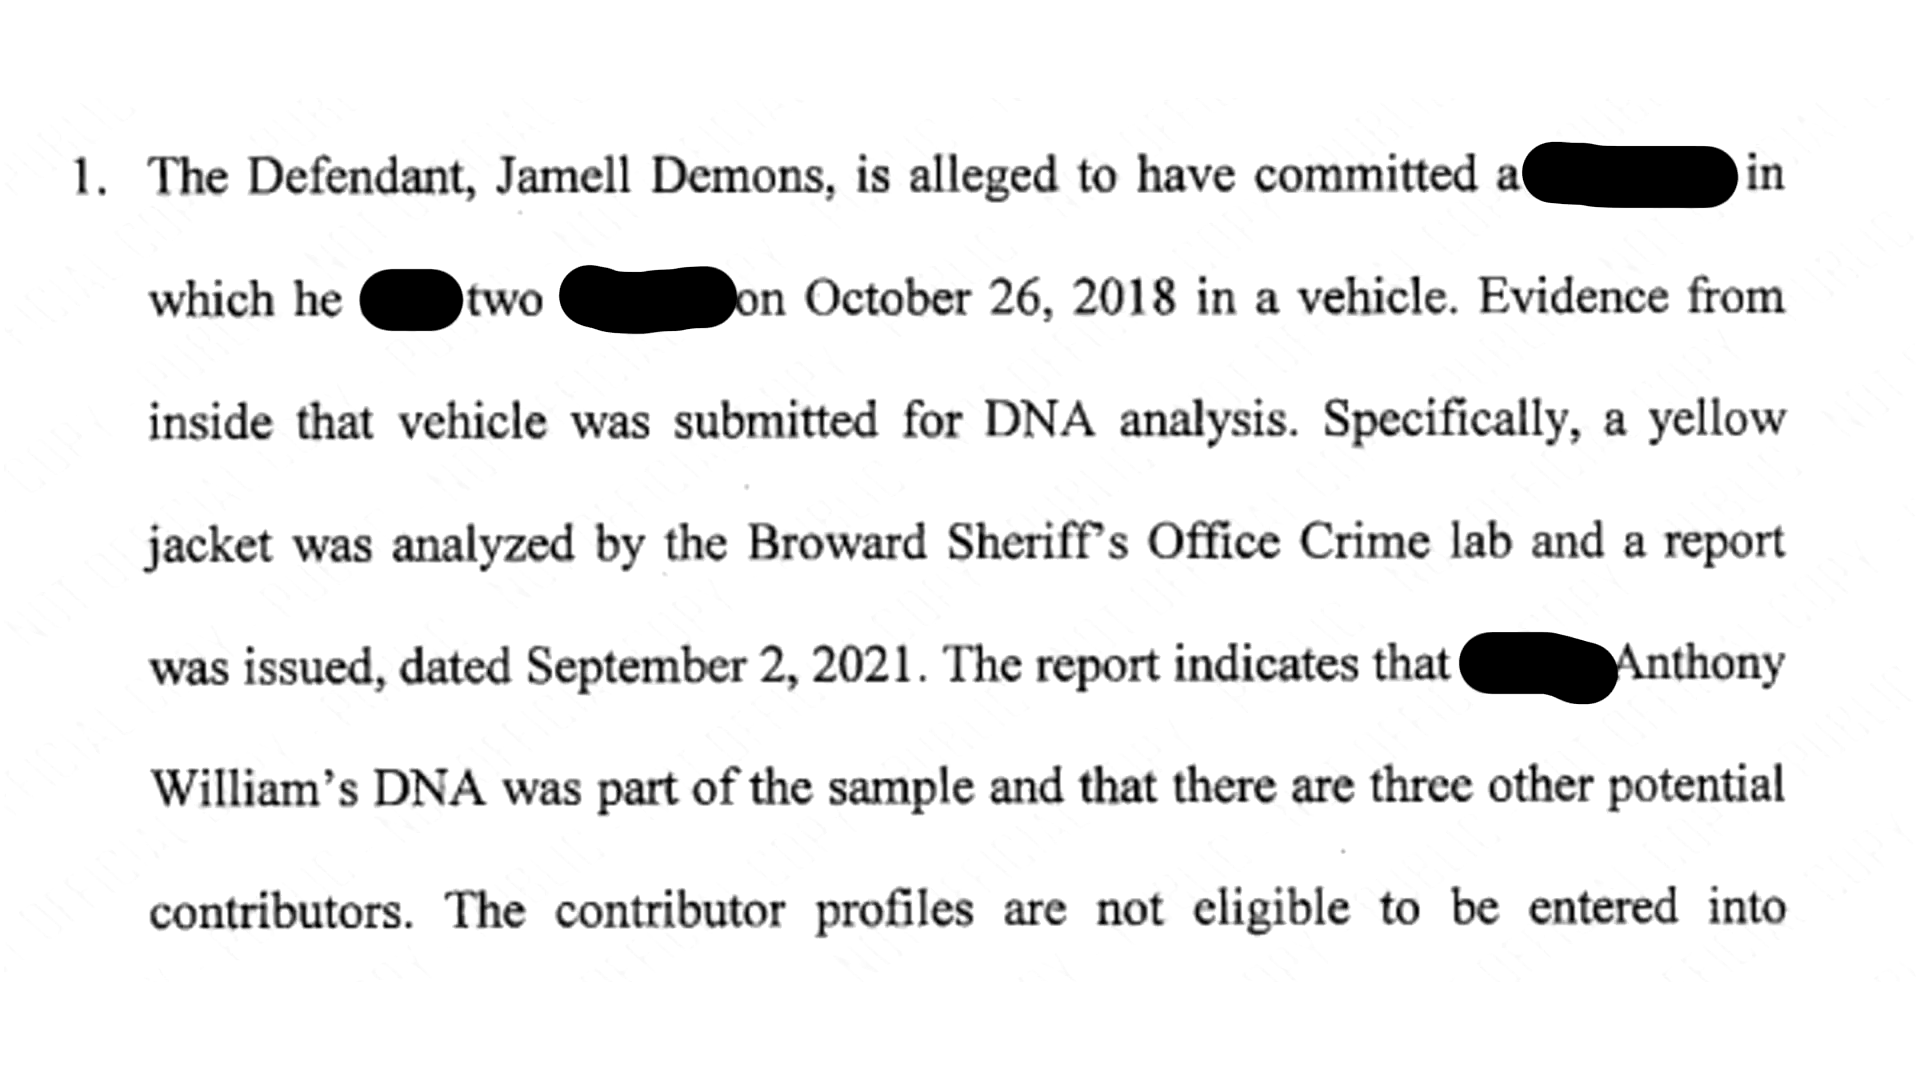 1. The Defendant, Jamell Demons, is alleged to have committed a in
which he two on October 26, 2018 in a vehicle. Evidence from
inside that vehicle was submitted for DNA analysis. Specifically, a yellow
jacket was analyzed by the Broward Sheriff's Office Crime lab and a report
was issued, dated September 2, 2021. The report indicates that Anthony
William's DNA was part of the sample and that there are three other potential
contributors. The contributor profiles are not eligible to be entered into